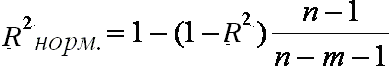 R²норм. = 1 − (1 − R²) (n − 1)/(n − m − 1)